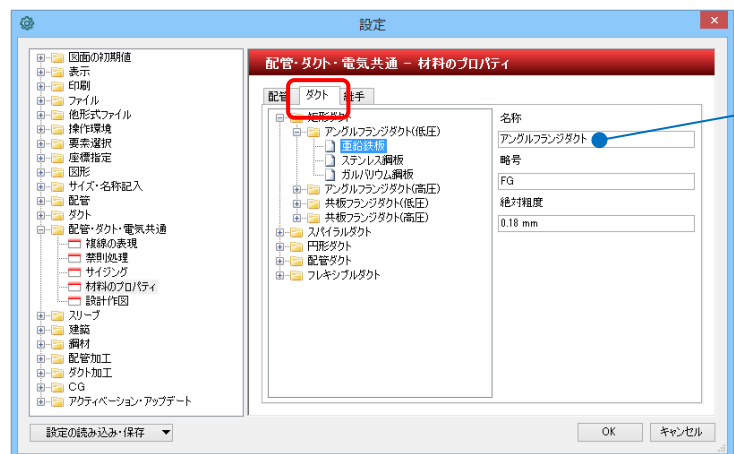 設定
図面の初期値
表示
印刷
ファイル
他形式ファイル
操作環境
要素選択
座標指定
図形
サイズ・名称記入
配管
ダクト
配管・ダクト・電気共通
複線の表現
禁則処理
サイジング
材料のプロパティ
設計作図
スリーブ
建築
鋼材
配管加工
ダクト加工
CG
アクティベーション・アップデート
配管・ダクト・電気共通 - 材料のプロパティ
配管 ダクト 継手
矩形ダクト
アングルフランジダクト(低圧)
亜鉛鉄板
ステンレス鋼板
ガルバリウム鋼板
アングルフランジダクト(高圧)
共板フランジダクト(低圧)
共板フランジダクト(高圧)
スパイラルダクト
円形ダクト
配管ダクト
フレキシブルダクト
名称
アングルフランジダクト
略号
FG
絶対粗度
0.18 mm
設定の読み込み・保存 ▼
OK キャンセル